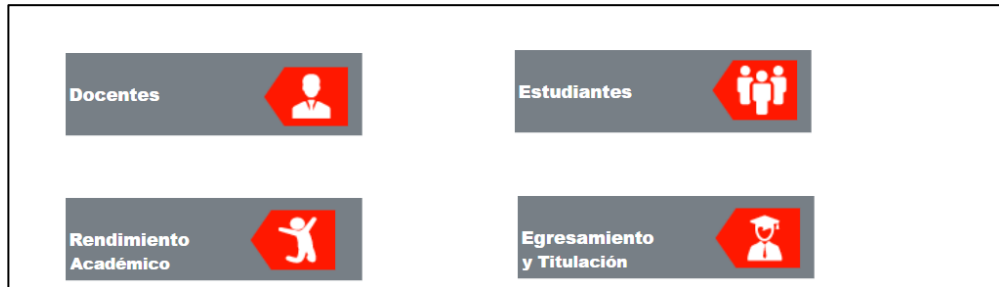 Docentes
Estudiantes
Rendimiento
Académico
Egresamiento
y Titulación